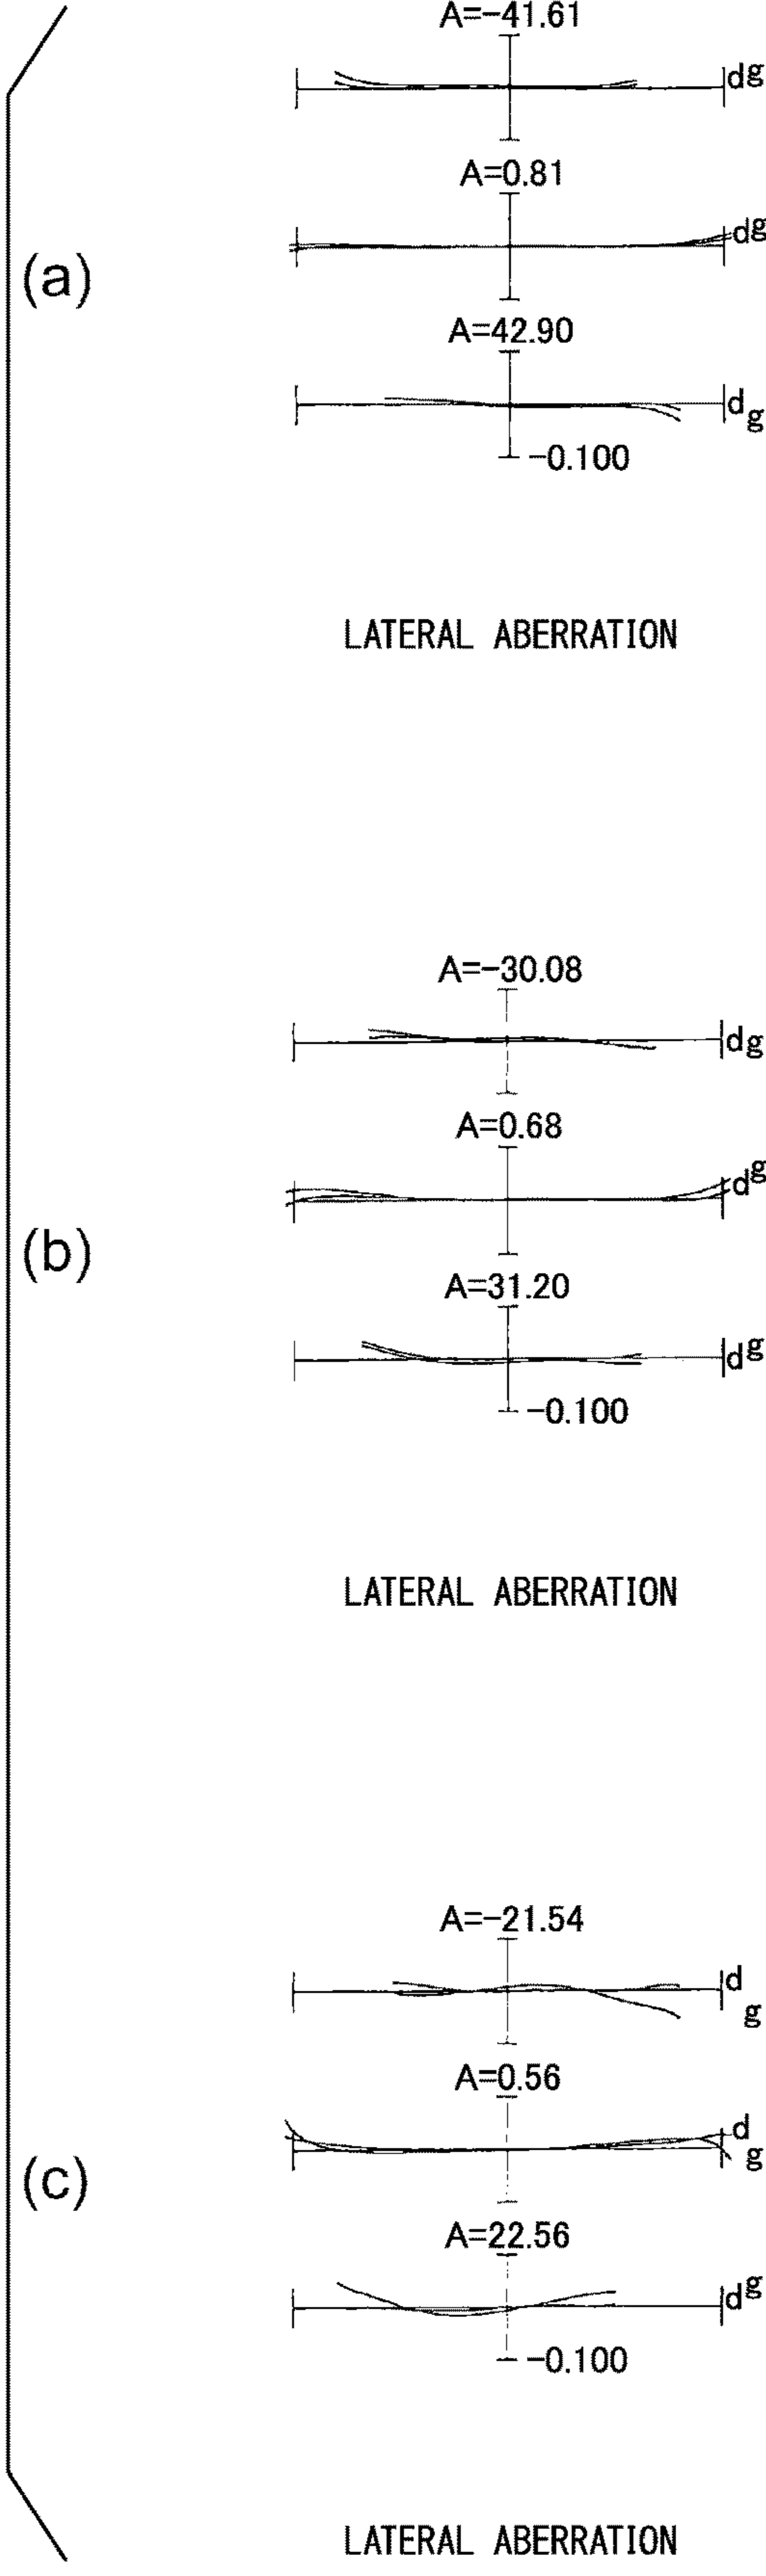 A=-41.61
dg
A=0.81
dg
(a)
A=42.90
dg
-0.100
LATERAL ABERRATION
A=-30.08
dg
A=0.68
dg
(b)
A=31.20
dg
-0.100
LATERAL ABERRATION
A=-21.54
d
g
A=0.56
d
g
(c)
A=22.56
dg
-0.100
LATERAL ABERRATION